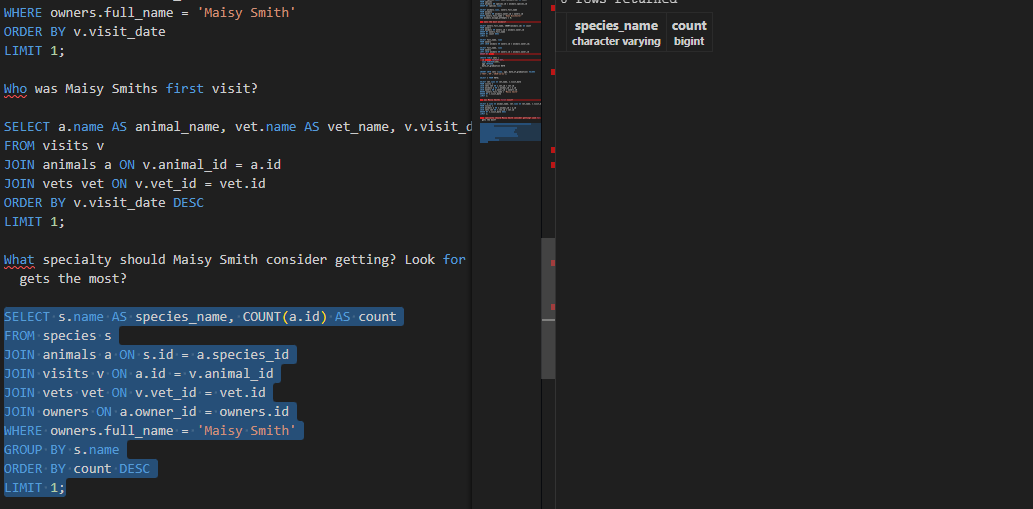 WHERE owners.full_name = 'Maisy Smith'
ORDER BY v.visit_date
LIMIT 1;
Who was Maisy Smiths first visit?
SELECT a.name AS animal_name, vet.name AS vet_name, v.visit_d
FROM visits v
JOIN animals a ON v.animal_id = a.id
JOIN vets vet ON v.vet_id = vet.id
ORDER BY v.visit_date DESC
LIMIT 1;
What specialty should Maisy Smith consider getting? Look for
gets the most?
SELECT s.name AS species_name, COUNT(a.id) AS count
FROM species s
JOIN animals a ON s.id = a.species_id
JOIN visits v ON a.id = v.animal_id
JOIN vets vet ON v.vet_id = vet.id
JOIN owners ON a.owner_id = owners.id
WHERE owners.full_name = 'Maisy Smith'
GROUP BY s.name
ORDER BY count DESC
LIMIT 1;
rows returned
species_name count
character varying bigint